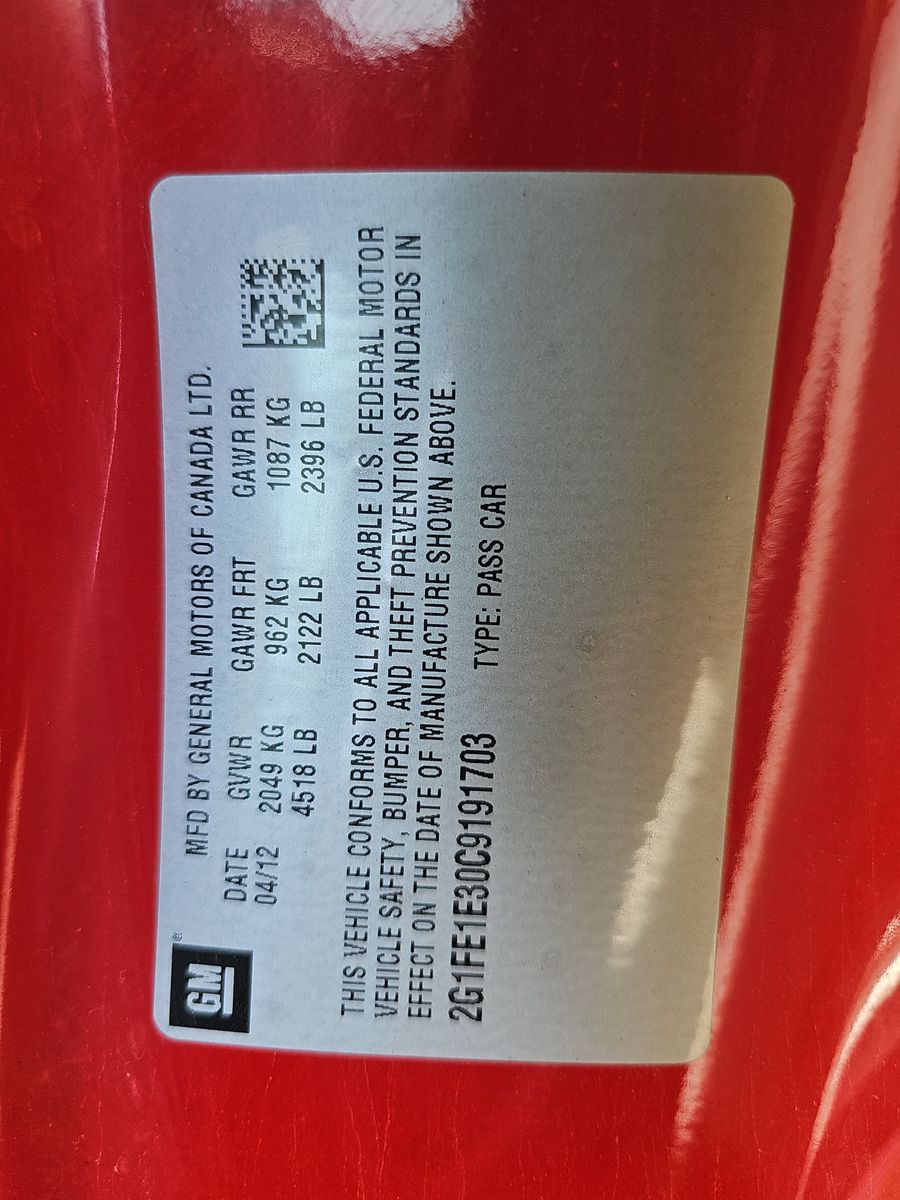 GM®
MFD BY GENERAL MOTORS OF CANADA LTD.
DATE GVWR GAWR FRT GAWR RR
04/12 2049 KG 962 KG 1087 KG
4518 LB 2122 LB 2396 LB
THIS VEHICLE CONFORMS TO ALL APPLICABLE U.S. FEDERAL MOTOR
VEHICLE SAFETY, BUMPER, AND THEFT PREVENTION STANDARDS IN
EFFECT ON THE DATE OF MANUFACTURE SHOWN ABOVE.
2G1FE1E30C9191703 TYPE: PASS CAR